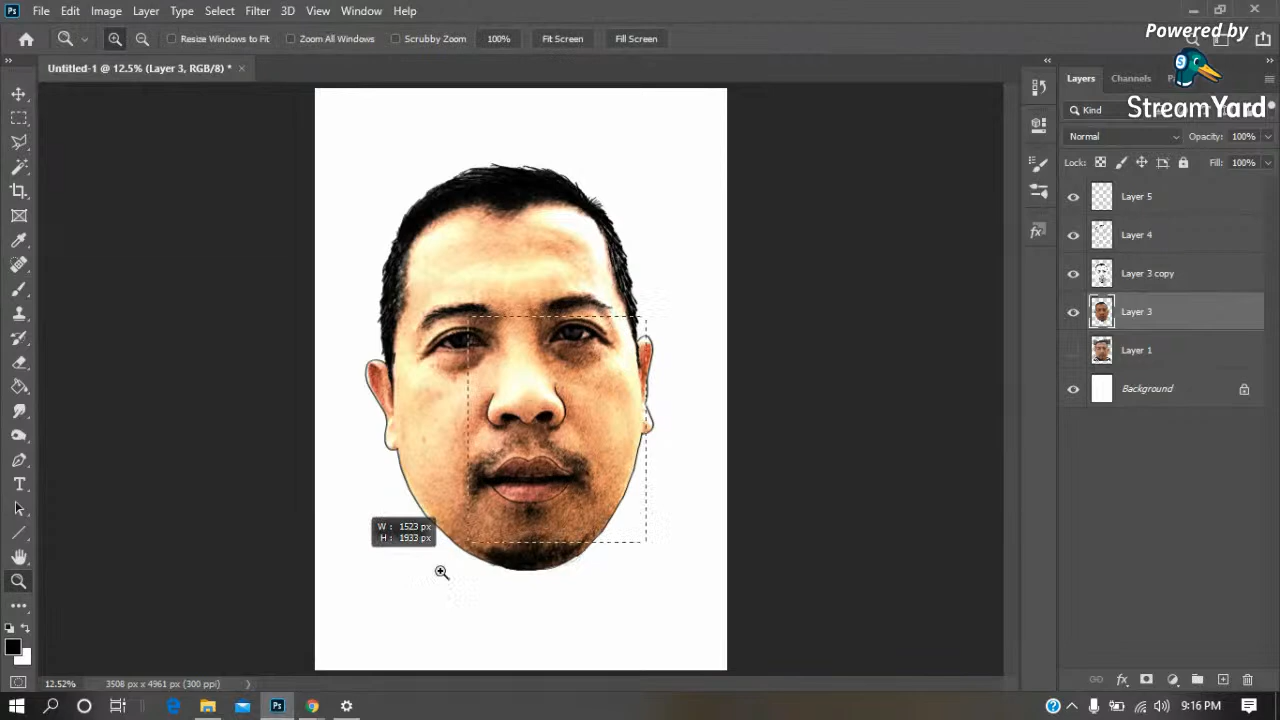 Ps File Edit Image Layer Type Select Filter 3D View Window Help
Powered by
StreamYard
Resize Windows to Fit Zoom All Windows Scrubby Zoom 100% Fit Screen Fill Screen
Untitled-1 @ 12.5% (Layer 3, RGB/8) * ×
Layers Channels
Kind
Normal Opacity: 100%
Locks: Fill: 100%
Layer 5
Layer 4
Layer 3 copy
Layer 3
Layer 1
Background
W : 1523 px
H : 1933 px
12.52% 3508 px x 4961 px (300 ppi)
9:16 PM